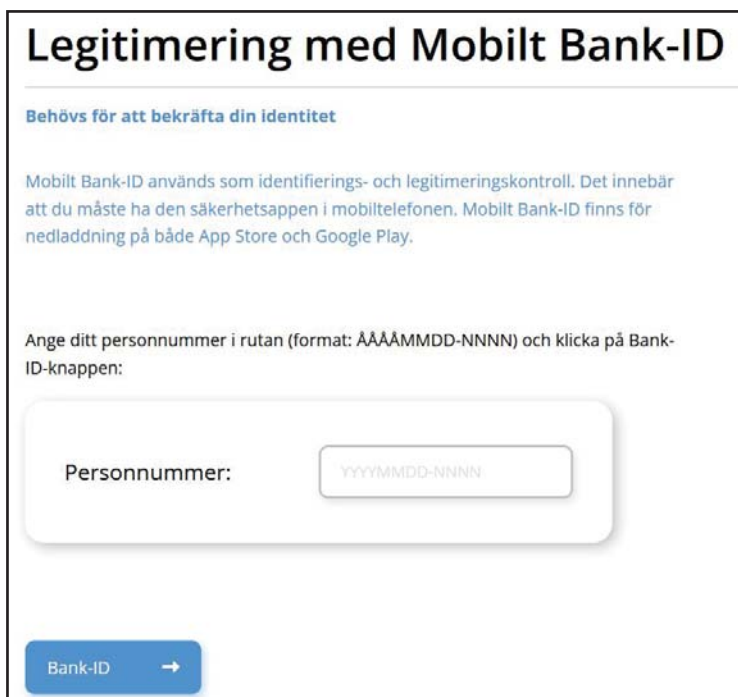 Legitimering med Mobilt Bank-ID
Behövs för att bekräfta din identitet
Mobilt Bank-ID används som identifierings- och legitimeringskontroll. Det innebär
att du måste ha den säkerhetsappen i mobiltelefonen. Mobilt Bank-ID finns för
nedladdning på både App Store och Google Play.
Ange ditt personnummer i rutan (format: ÅÅÅÅMMDD-NNNN) och klicka på Bank-
ID-knappen:
Personnummer: YYYYMMDD-NNNN
Bank-ID →